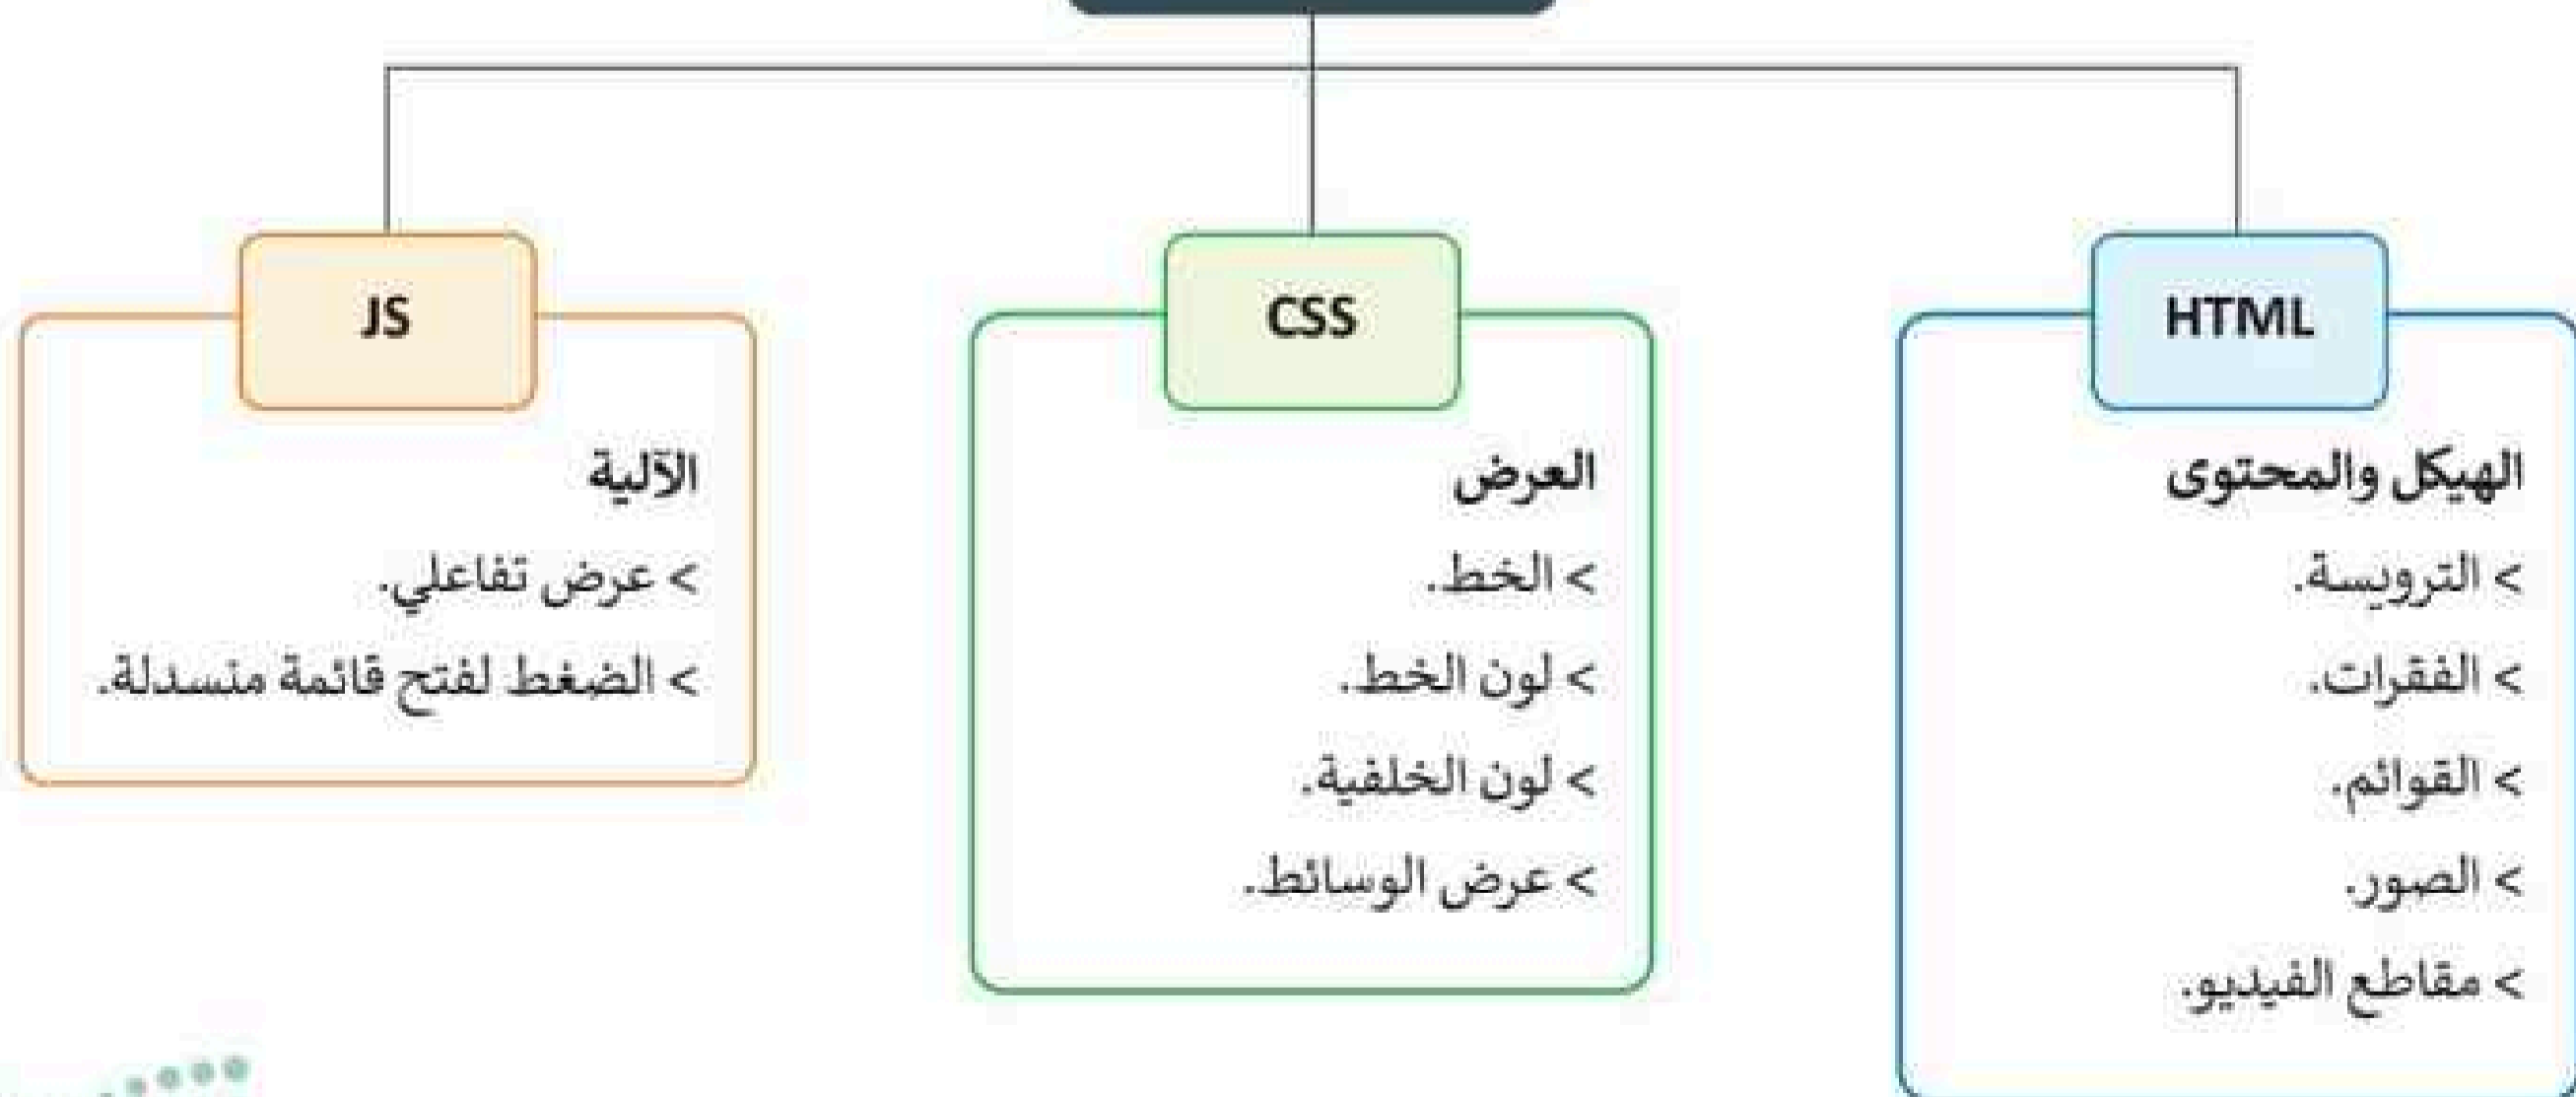 HTML
الهيكل والمحتوى
> الترويسة.
> الفقرات.
> القوائم.
> الصور.
> مقاطع الفيديو.
CSS
العرض
> الخط.
> لون الخط.
> لون الخلفية.
> عرض الوسائط.
JS
الآلية
> عرض تفاعلي.
> الضغط لفتح قائمة منسدلة.